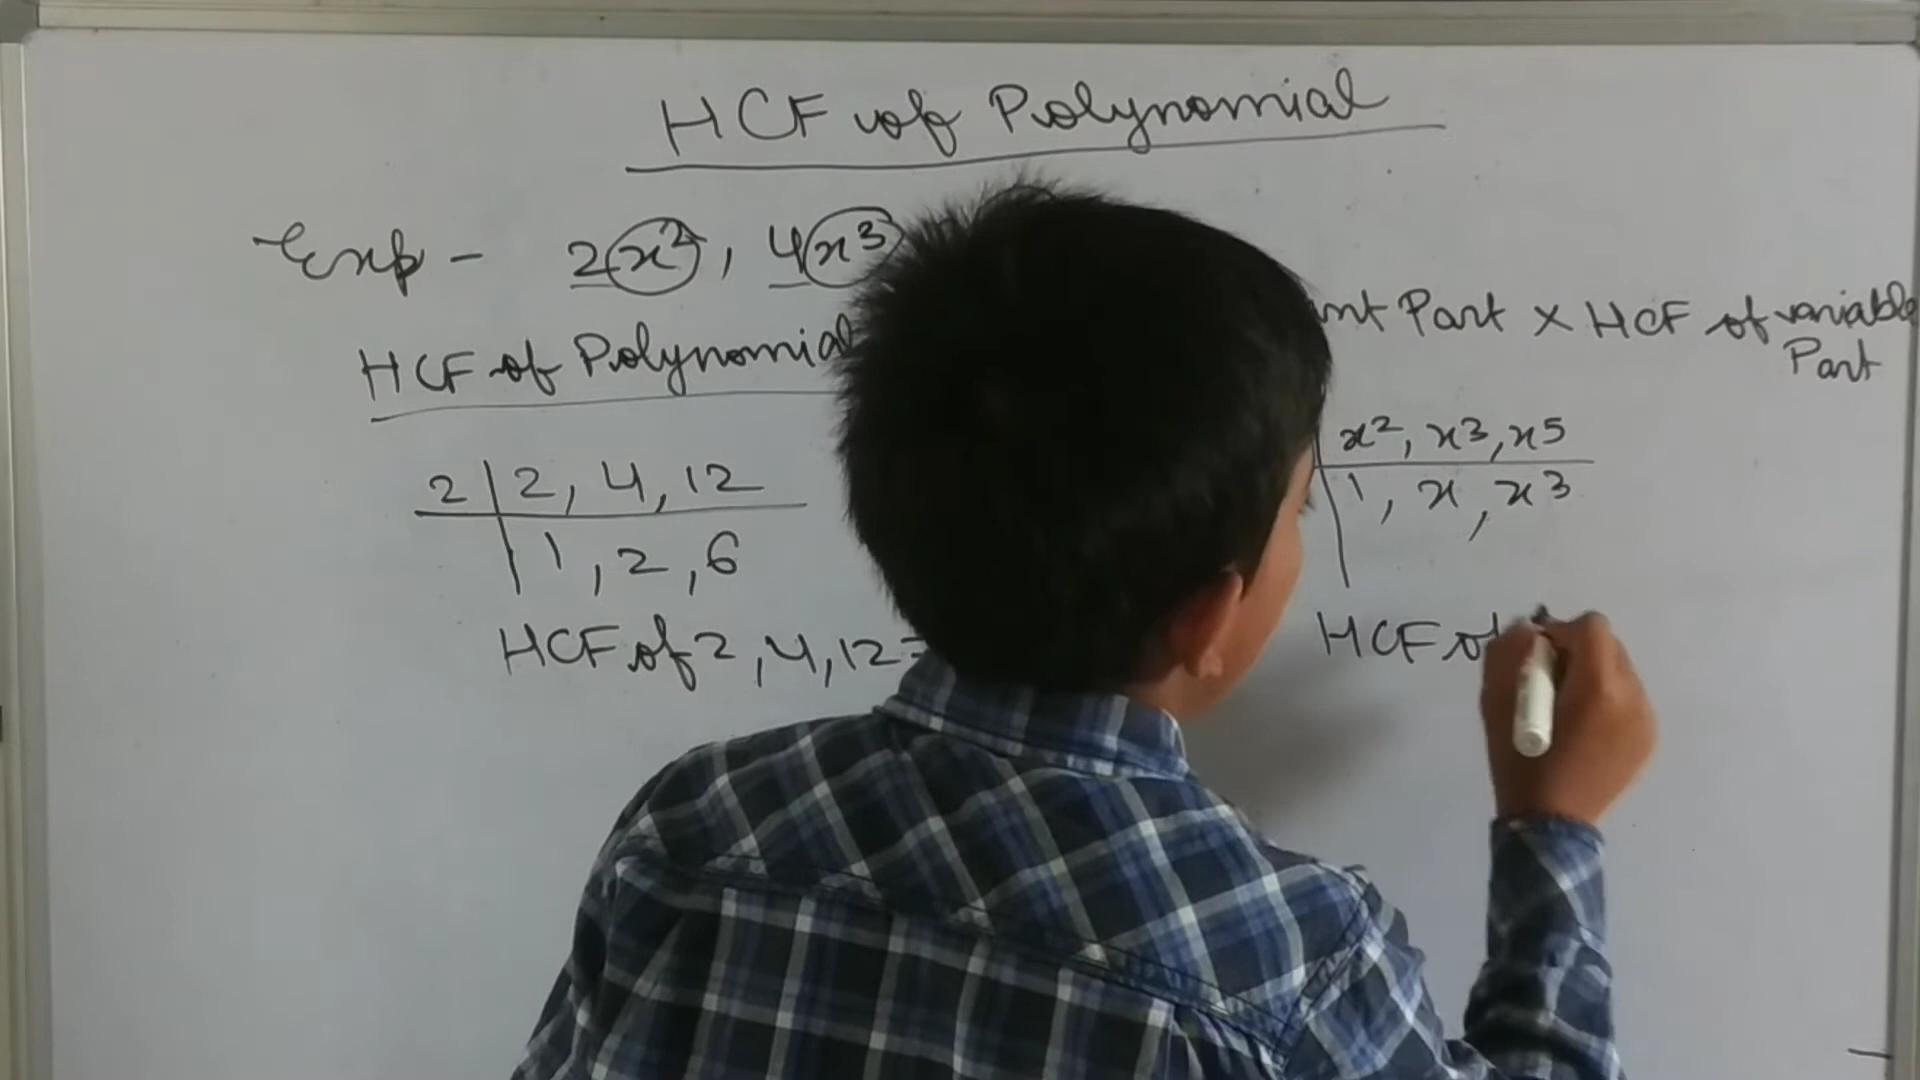 HCF of Polynomial
Exp - 2x², 4x³
HCF of Polynomial Part × HCF of variable
Part
2 | 2, 4, 12
1, 2, 6
HCF of 2, 4, 12 =
x², x³, x5
1, x, x³
HCF of